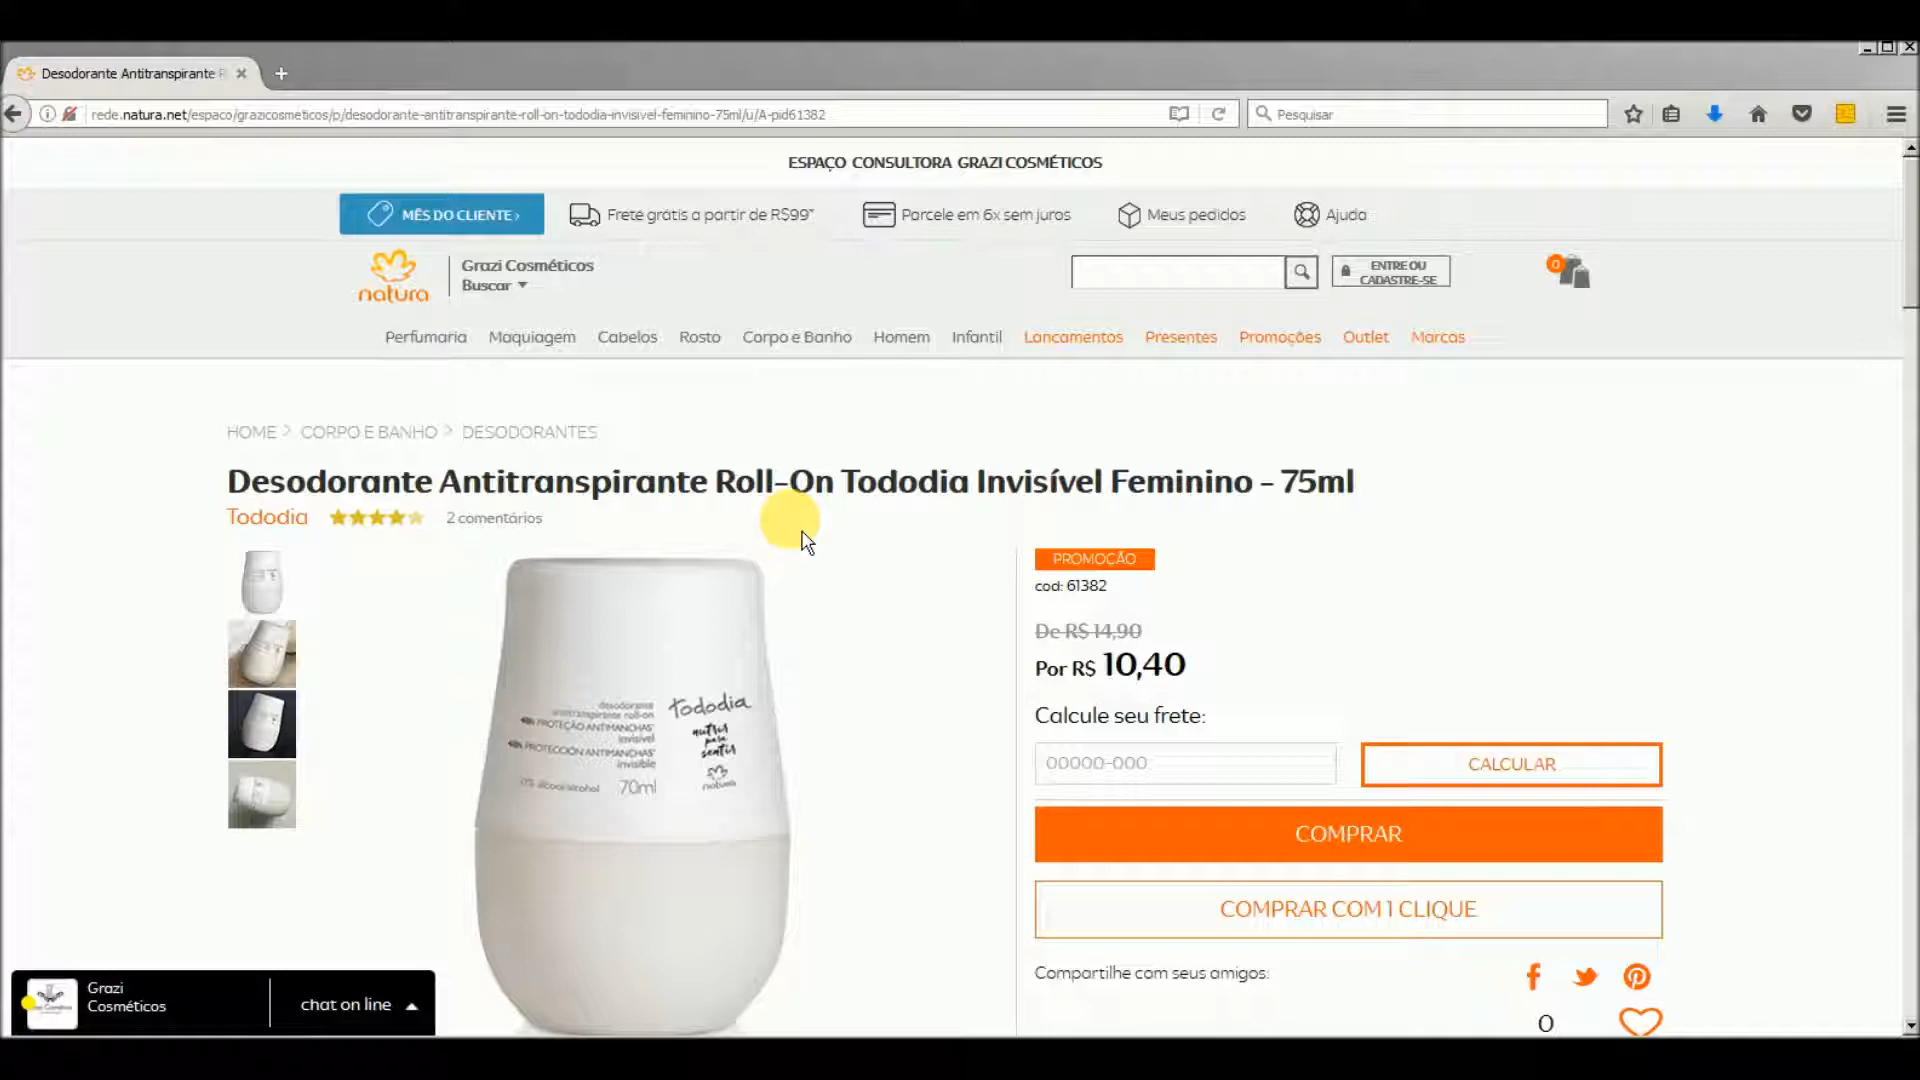 Desodorante Antitranspirante R
rede.natura.net/espaco/grazicosmeticos/p/desodorante-antitranspirante-roll-on-tododia-invisivel-feminino-75ml/u/A-pid61382
Pesquisar
ESPAÇO CONSULTORA GRAZI COSMÉTICOS
MÊS DO CLIENTE ›
Frete grátis a partir de R$99*
Parcele em 6x sem juros
Meus pedidos
Ajuda
natura
Grazi Cosméticos
Buscar
ENTRE OU
CADASTRE-SE
0
Perfumaria Maquiagem Cabelos Rosto Corpo e Banho Homem Infantil Lançamentos Presentes Promoções Outlet Marcas
HOME > CORPO E BANHO > DESODORANTES
Desodorante Antitranspirante Roll-On Tododia Invisível Feminino - 75ml
Tododia
2 comentários
desodorante
antitranspirante roll-on
48h PROTEÇÃO ANTIMANCHAS
invisível
48h PROTECCIÓN ANTIMANCHAS
invisible
0% álcool/alcohol 70ml
tododia
nutrir
para
sentir
natura
PROMOÇÃO
cod: 61382
De R$ 14,90
Por R$ 10,40
Calcule seu frete:
00000-000
CALCULAR
COMPRAR
COMPRAR COM 1 CLIQUE
Compartilhe com seus amigos:
0
Grazi
Cosméticos
chat on line